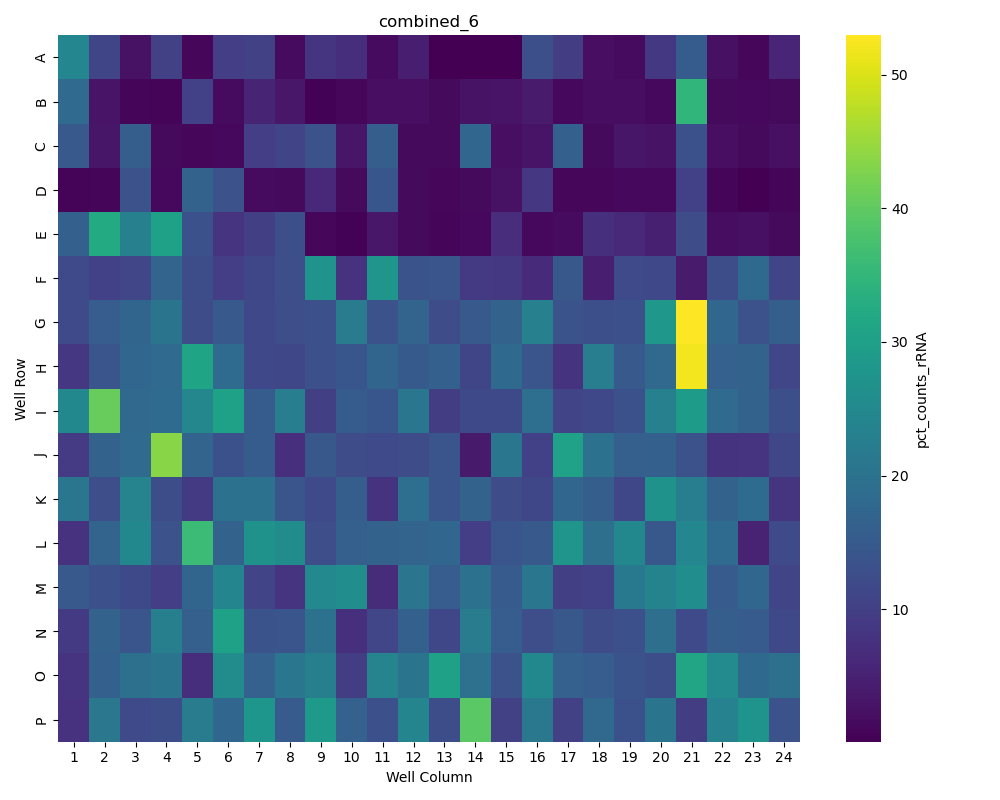 combined_6
A
B
C
D
E
F
G
H
I
J
K
L
M
N
O
P
Well Row
1 2 3 4 5 6 7 8 9 10 11 12 13 14 15 16 17 18 19 20 21 22 23 24
Well Column
50
40
30
20
10
pct_counts_rRNA